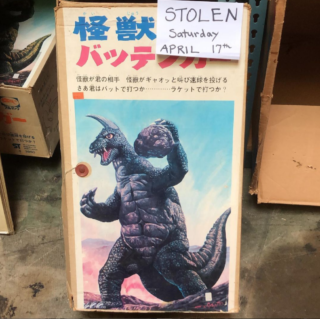 怪獣
バッテ
STOLEN
Saturday
APRIL 17th
怪獣が君の相手 怪獣がギャオッと叫び速球を投げる
さあ君はバットで打つか………ラケットで打つか?